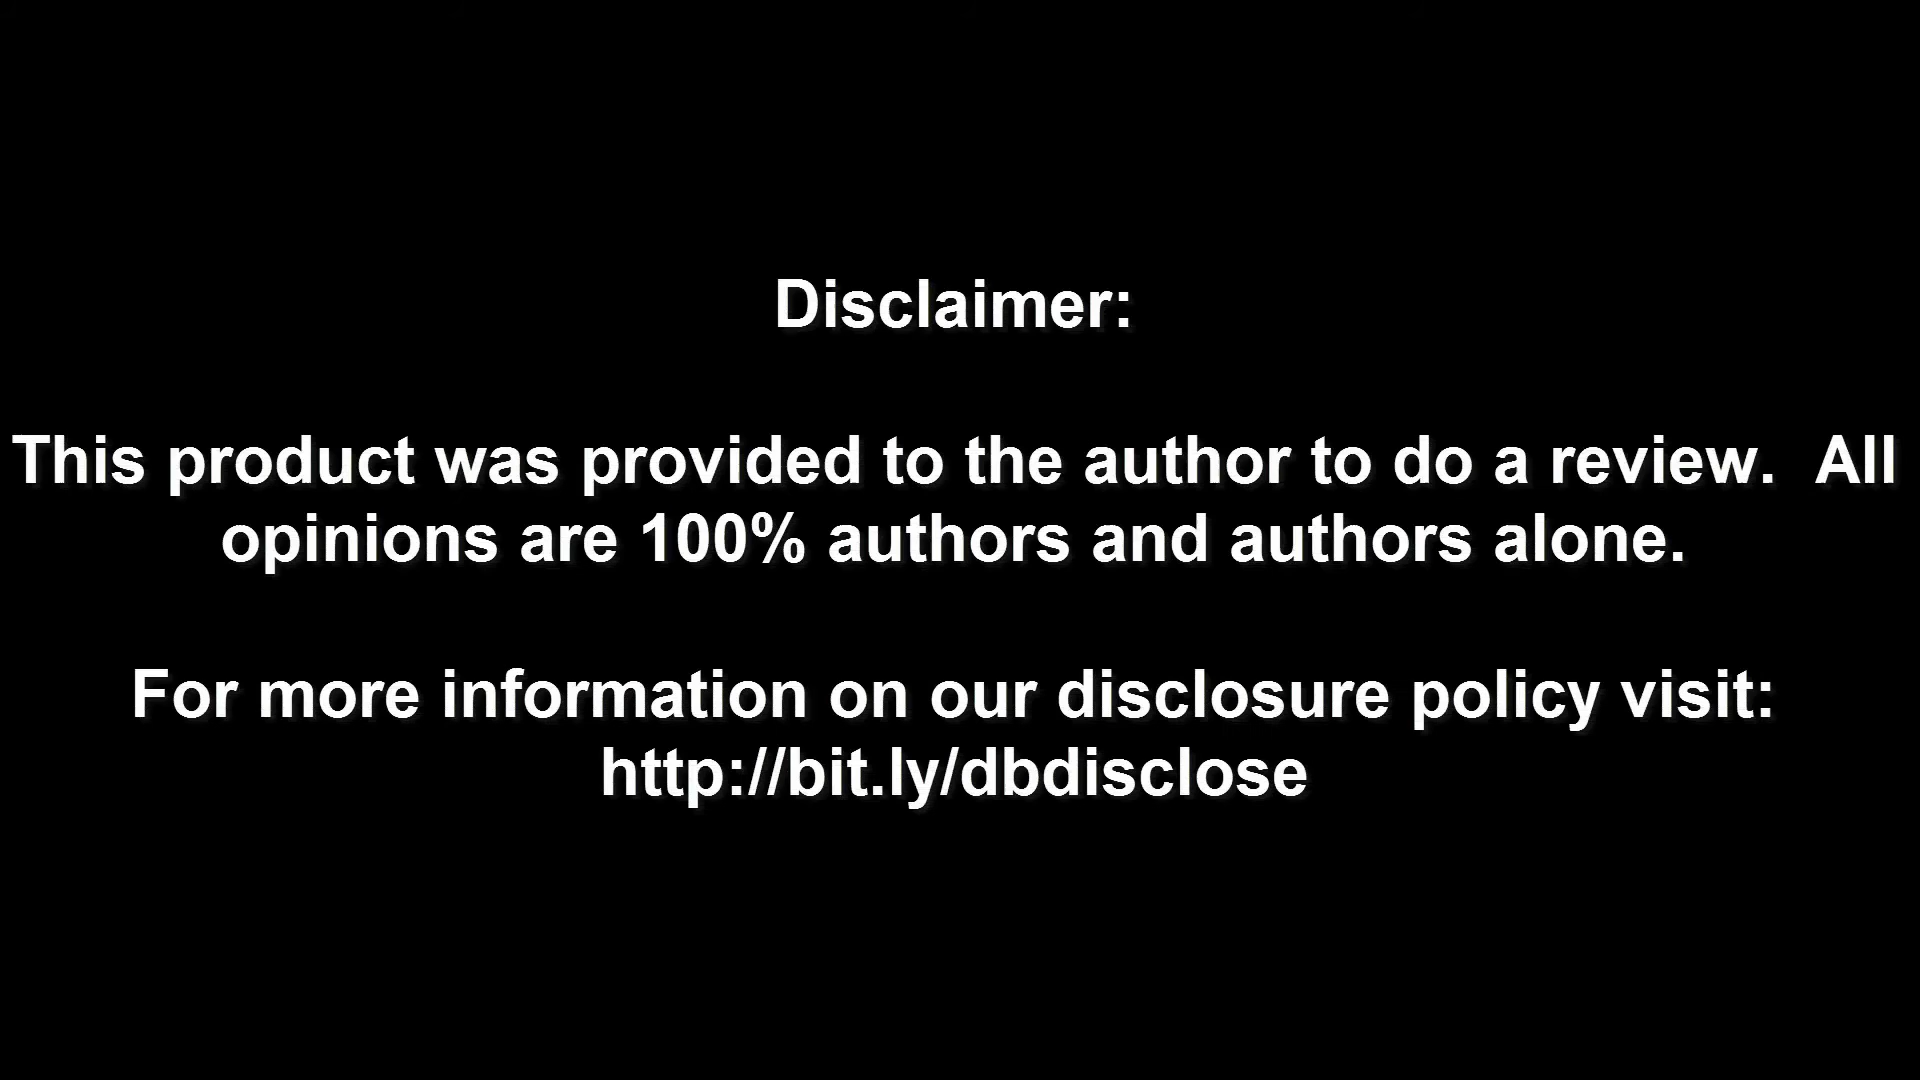 Disclaimer:
This product was provided to the author to do a review.  All
opinions are 100% authors and authors alone.
For more information on our disclosure policy visit:
http://bit.ly/dbdisclose